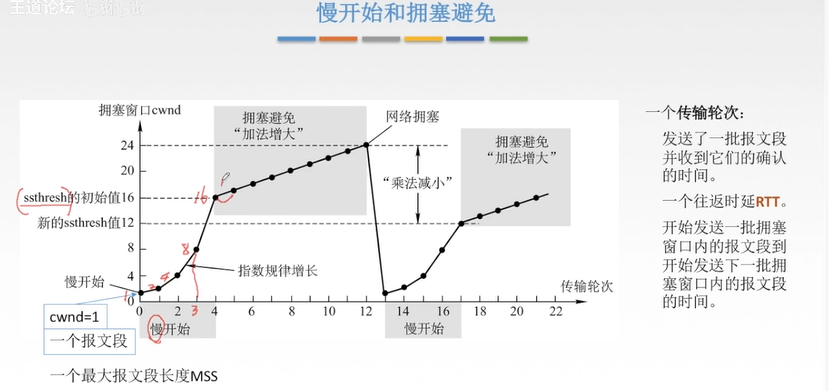 王道论坛
慢开始和拥塞避免
拥塞窗口cwnd
拥塞避免
“加法增大”
网络拥塞
拥塞避免
“加法增大”
“乘法减小”
ssthresh的初始值16
新的ssthresh值12
24
20
16
8
4
0
慢开始
指数规律增长
传输轮次
0 2 4 6 8 10 12 14 16 18 20 22
慢开始
慢开始
cwnd=1
一个报文段
一个最大报文段长度MSS
1
2
4
8
3
一个传输轮次：
发送了一批报文段
并收到它们的确认
的时间。
一个往返时延RTT。
开始发送一批拥塞
窗口内的报文段到
开始发送下一批拥
塞窗口内的报文段
的时间。